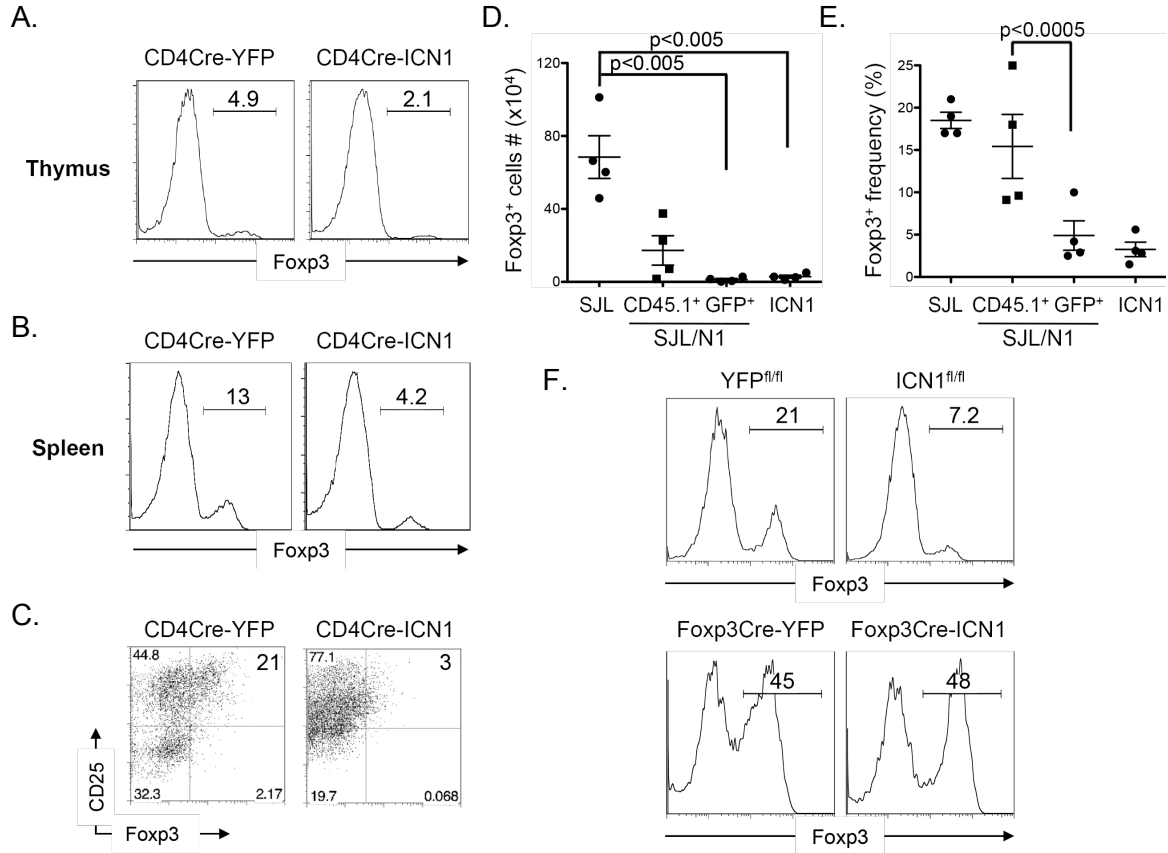 A.
CD4Cre-YFP CD4Cre-ICN1
4.9 2.1
Thymus
Foxp3
B.
CD4Cre-YFP CD4Cre-ICN1
13 4.2
Spleen
Foxp3
C.
CD4Cre-YFP CD4Cre-ICN1
44.8 21 77.1 3
32.3 2.17 19.7 0.068
CD25
Foxp3
D.
p<0.005
p<0.005
Foxp3⁺ cells # (x10⁴)
120
80
40
0
SJL CD45.1⁺ GFP⁺ ICN1
SJL/N1
E.
p<0.0005
Foxp3⁺ frequency (%)
25
20
15
10
5
0
SJL CD45.1⁺ GFP⁺ ICN1
SJL/N1
F.
YFPfl/fl ICN1fl/fl
21 7.2
Foxp3
Foxp3Cre-YFP Foxp3Cre-ICN1
45 48
Foxp3